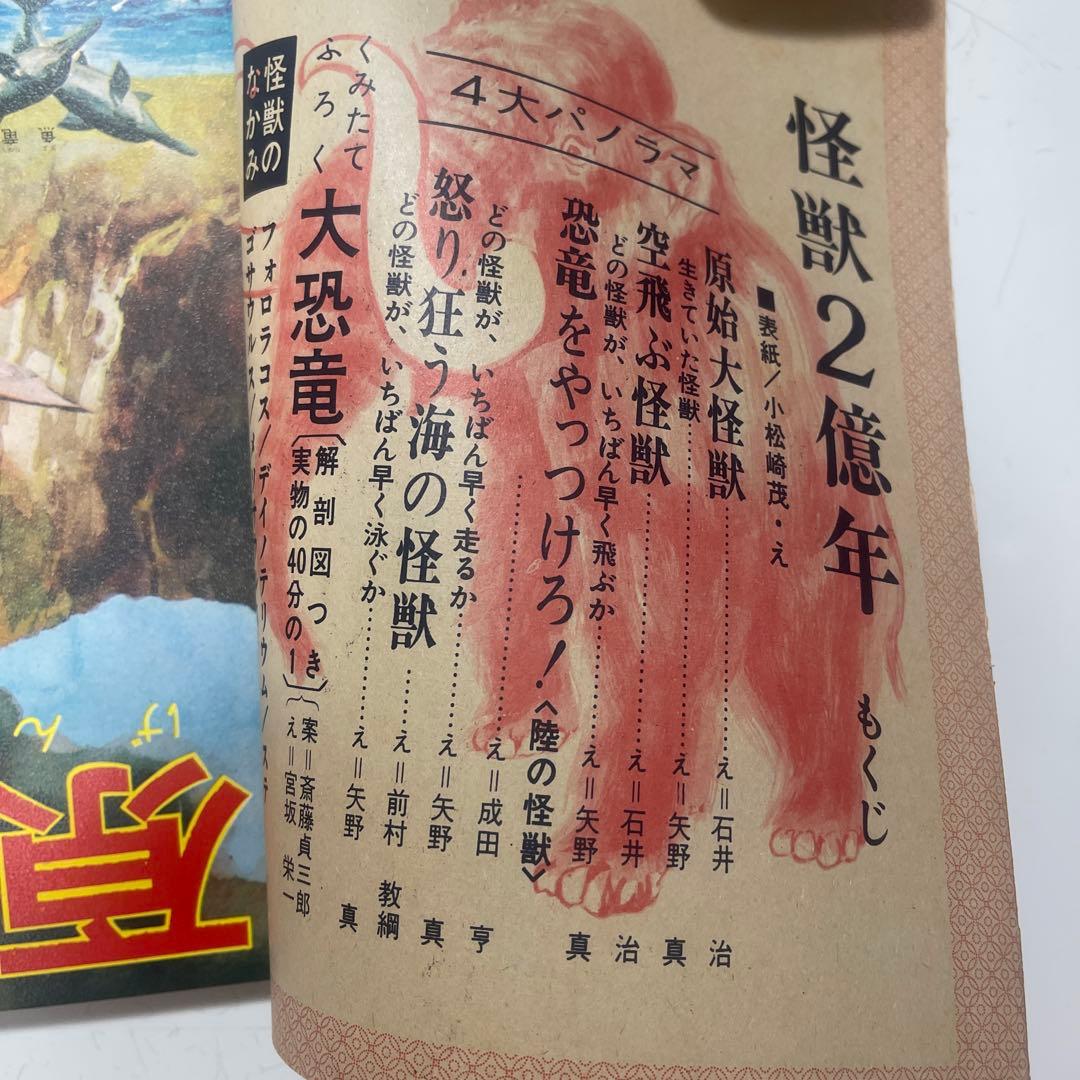 怪獣2億年 もくじ
■表紙／小松崎茂・え
4大パノラマ
原始大怪獣……え＝石井 治
生きていた怪獣……え＝矢野 真
空飛ぶ怪獣……え＝石井 治
どの怪獣が、いちばん早く飛ぶか……え＝矢野 真
恐竜をやっつけろ！〈陸の怪獣〉
……え＝成田 亨
どの怪獣が、いちばん早く走るか……え＝矢野 真
怒り狂う海の怪獣……え＝前村 教綱
どの怪獣が、いちばん早く泳ぐか……え＝矢野 真
くみたて
ふろく
大恐竜
〔解剖図つき
実物の40分の1〕
案＝斎藤貞三郎
え＝宮坂 栄一
怪獣の
なかみ
フォロラコス／デイノテリウム／ステ
ゴサウルス
魚竜
げん
原